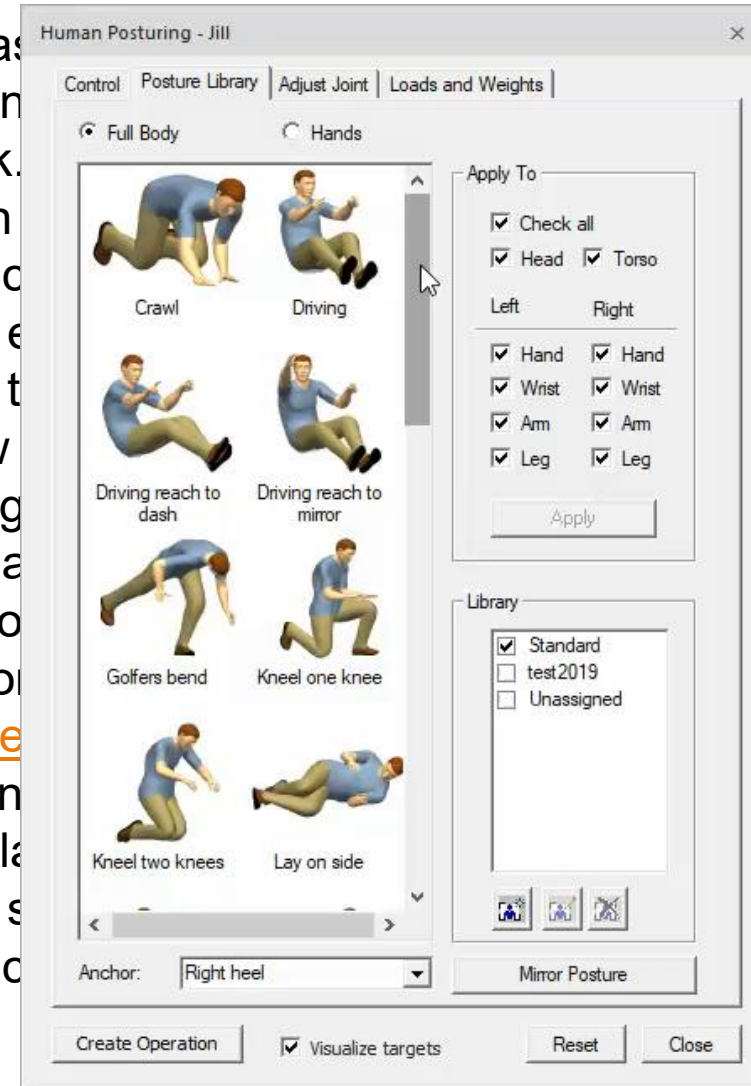 Human Posturing - Jill
Control Posture Library Adjust Joint Loads and Weights
Full Body Hands
Crawl Driving
Driving reach to dash Driving reach to mirror
Golfers bend Kneel one knee
Kneel two knees Lay on side
Anchor: Right heel
Apply To
Check all
Head Torso
Left Right
Hand Hand
Wrist Wrist
Arm Arm
Leg Leg
Apply
Library
Standard
test2019
Unassigned
Mirror Posture
Create Operation Visualize targets Reset Close